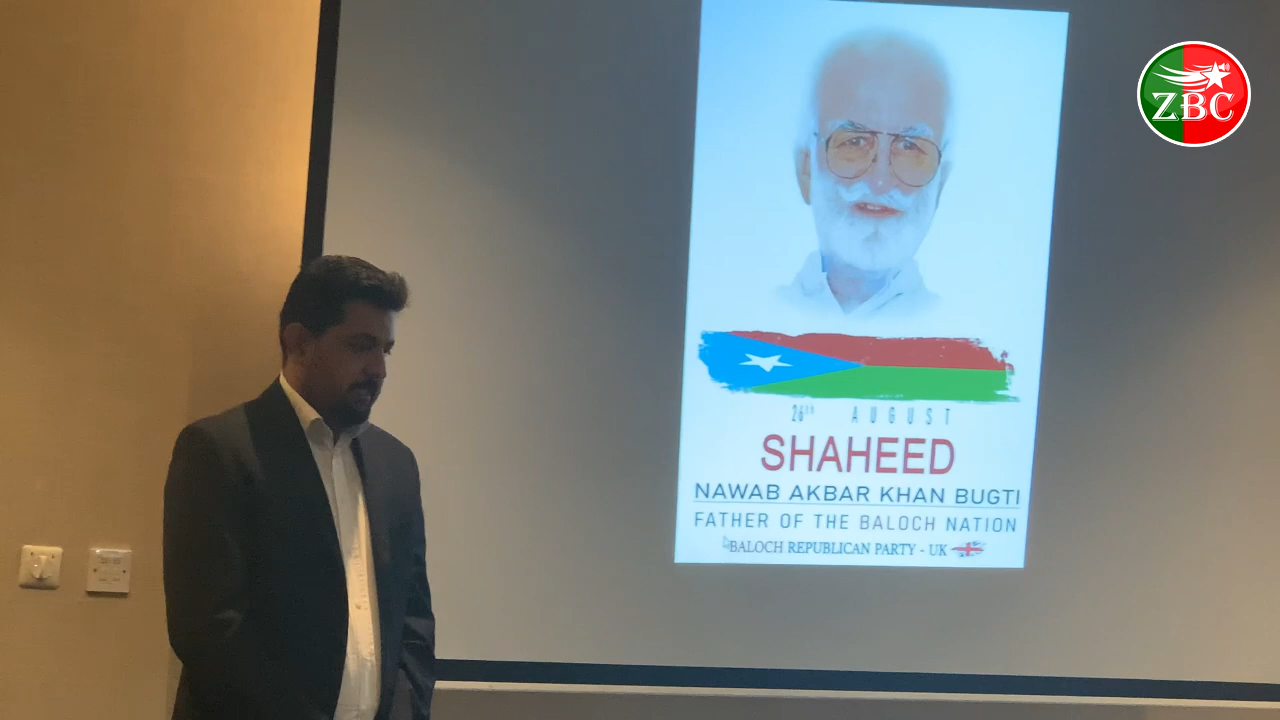 ZBC
26th AUGUST
SHAHEED
NAWAB AKBAR KHAN BUGTI
FATHER OF THE BALOCH NATION
BALOCH REPUBLICAN PARTY - UK